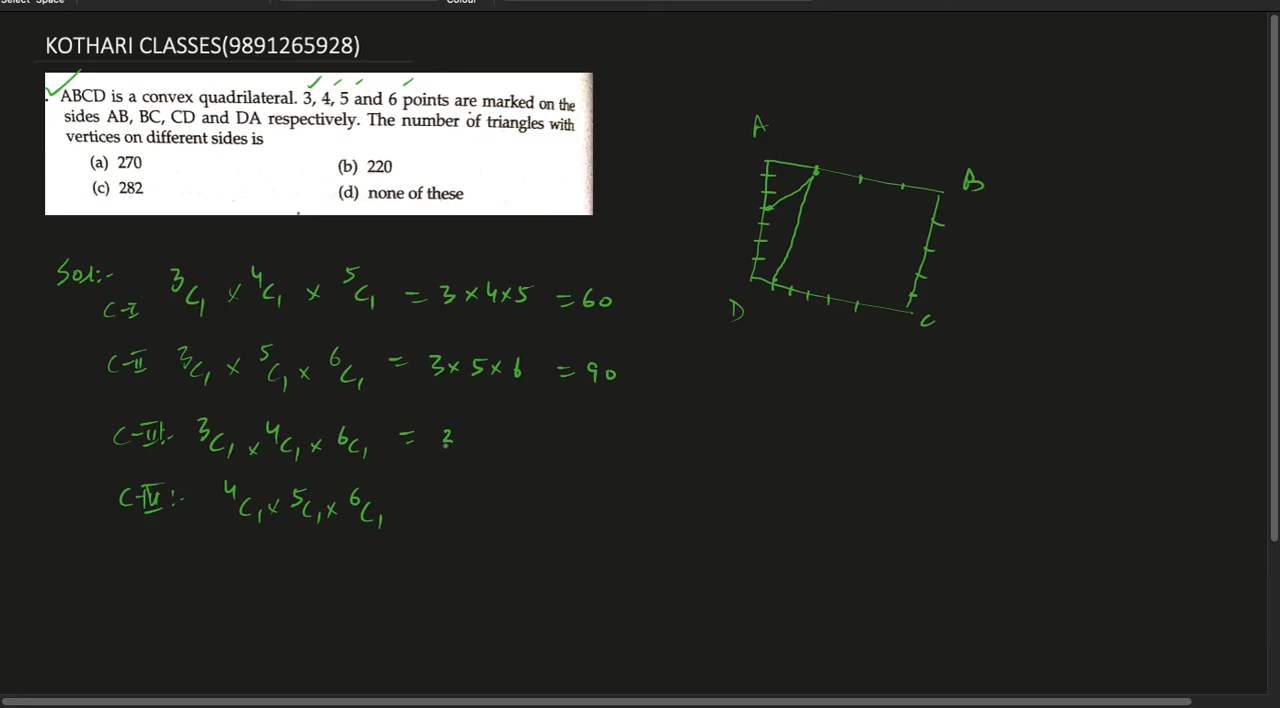 Select Space Colour
KOTHARI CLASSES(9891265928)
ABCD is a convex quadrilateral. 3, 4, 5 and 6 points are marked on the
sides AB, BC, CD and DA respectively. The number of triangles with
vertices on different sides is
(a) 270 (b) 220
(c) 282 (d) none of these
Sol:-
C-I ³C₁ × ⁴C₁ × ⁵C₁ = 3×4×5 = 60
C-II ³C₁ × ⁵C₁ × ⁶C₁ = 3×5×6 = 90
C-III:- ³C₁ × ⁴C₁ × ⁶C₁ =
C-IV:- ⁴C₁ × ⁵C₁ × ⁶C₁
A
B
D
C